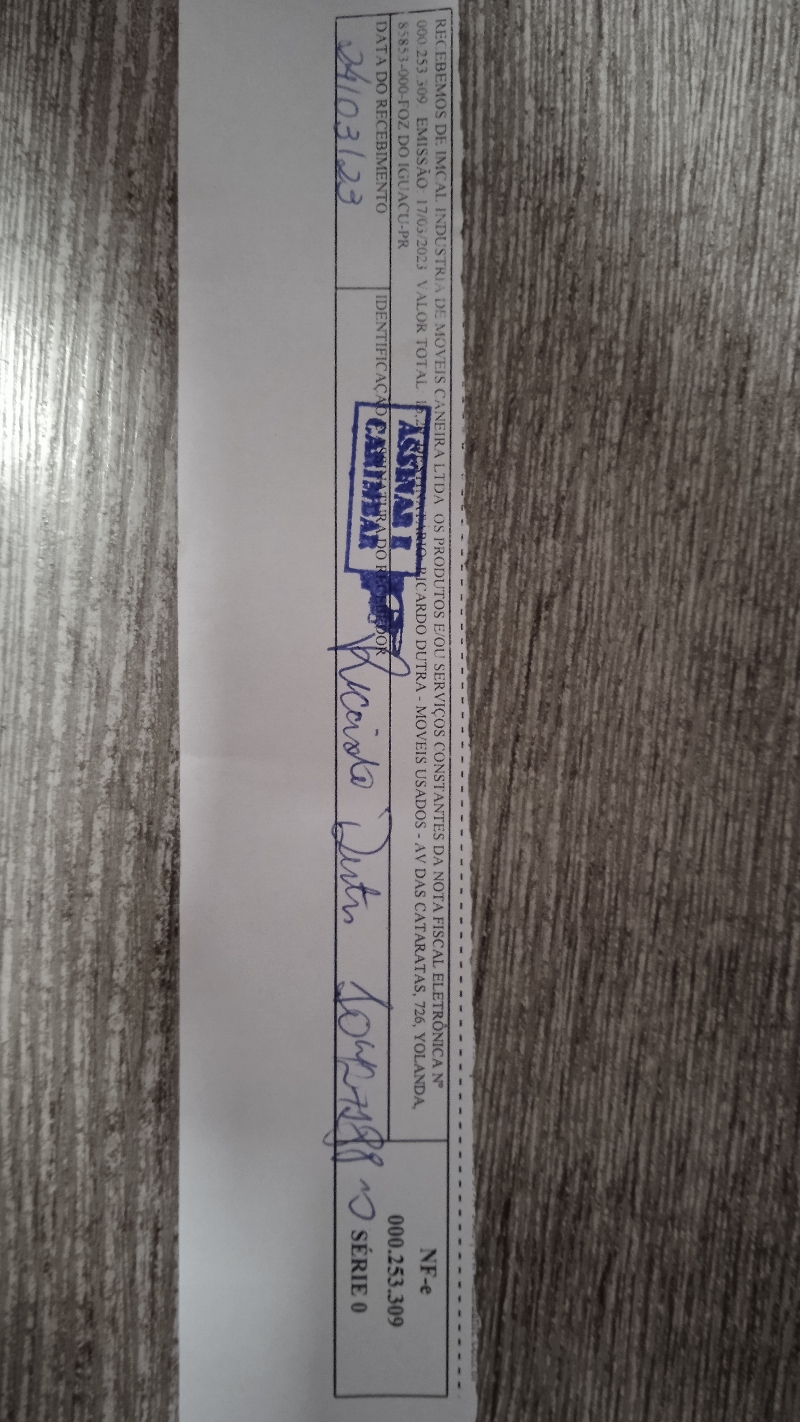 RECEBEMOS DE IMCAL INDUSTRIA DE MOVEIS CANEIRA LTDA OS PRODUTOS E/OU SERVIÇOS CONSTANTES DA NOTA FISCAL ELETRÔNICA Nº
000.253.309 EMISSÃO 17/03/2023 VALOR TOTAL RICARDO DUTRA - MOVEIS USADOS - AV DAS CATARATAS, 726, YOLANDA,
85853-000-FOZ DO IGUACU-PR
DATA DO RECEBIMENTO
24/03/23
IDENTIFICAÇÃO E ASSINATURA DO RECEBEDOR
ASSINAR E
CARIMBAR
Ricardo Dutra
NF-e
000.253.309
SÉRIE 0